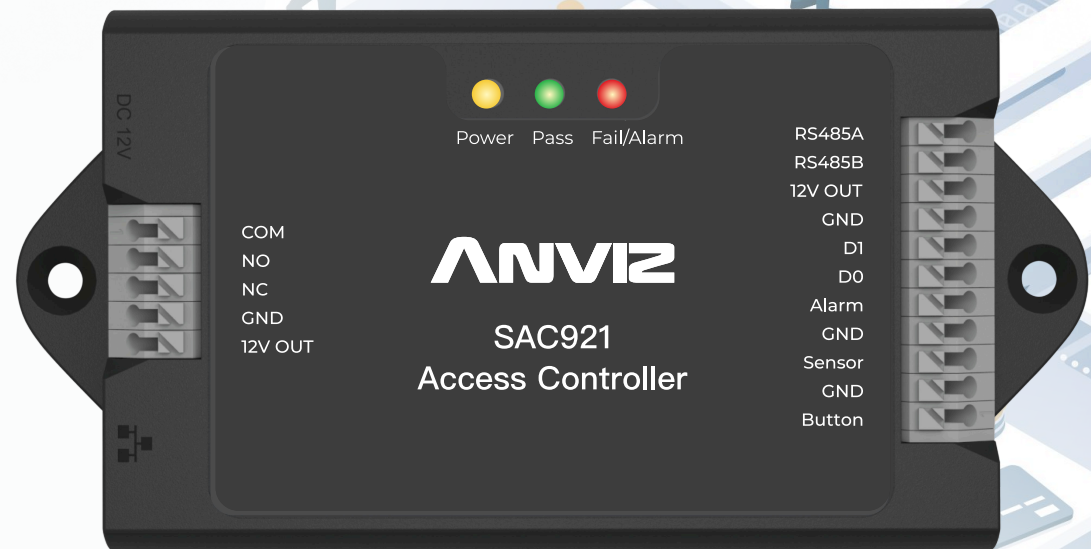 DC 12V
Power Pass Fail/Alarm
COM
NO
NC
GND
12V OUT
ANVIZ
SAC921
Access Controller
RS485A
RS485B
12V OUT
GND
D1
D0
Alarm
GND
Sensor
GND
Button